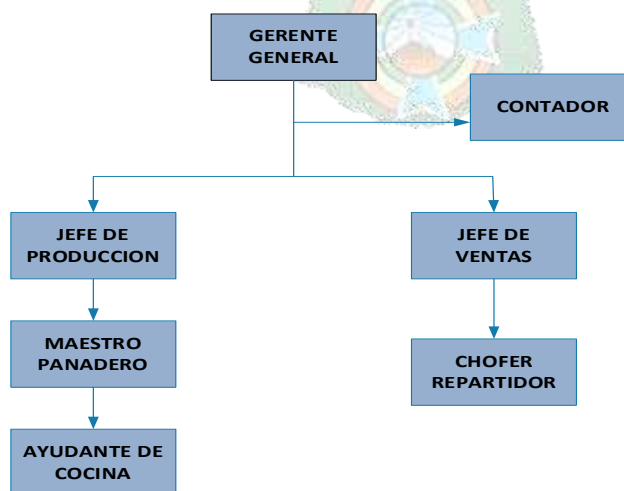 GERENTE
GENERAL
CONTADOR
JEFE DE
PRODUCCION
JEFE DE
VENTAS
MAESTRO
PANADERO
CHOFER
REPARTIDOR
AYUDANTE DE
COCINA